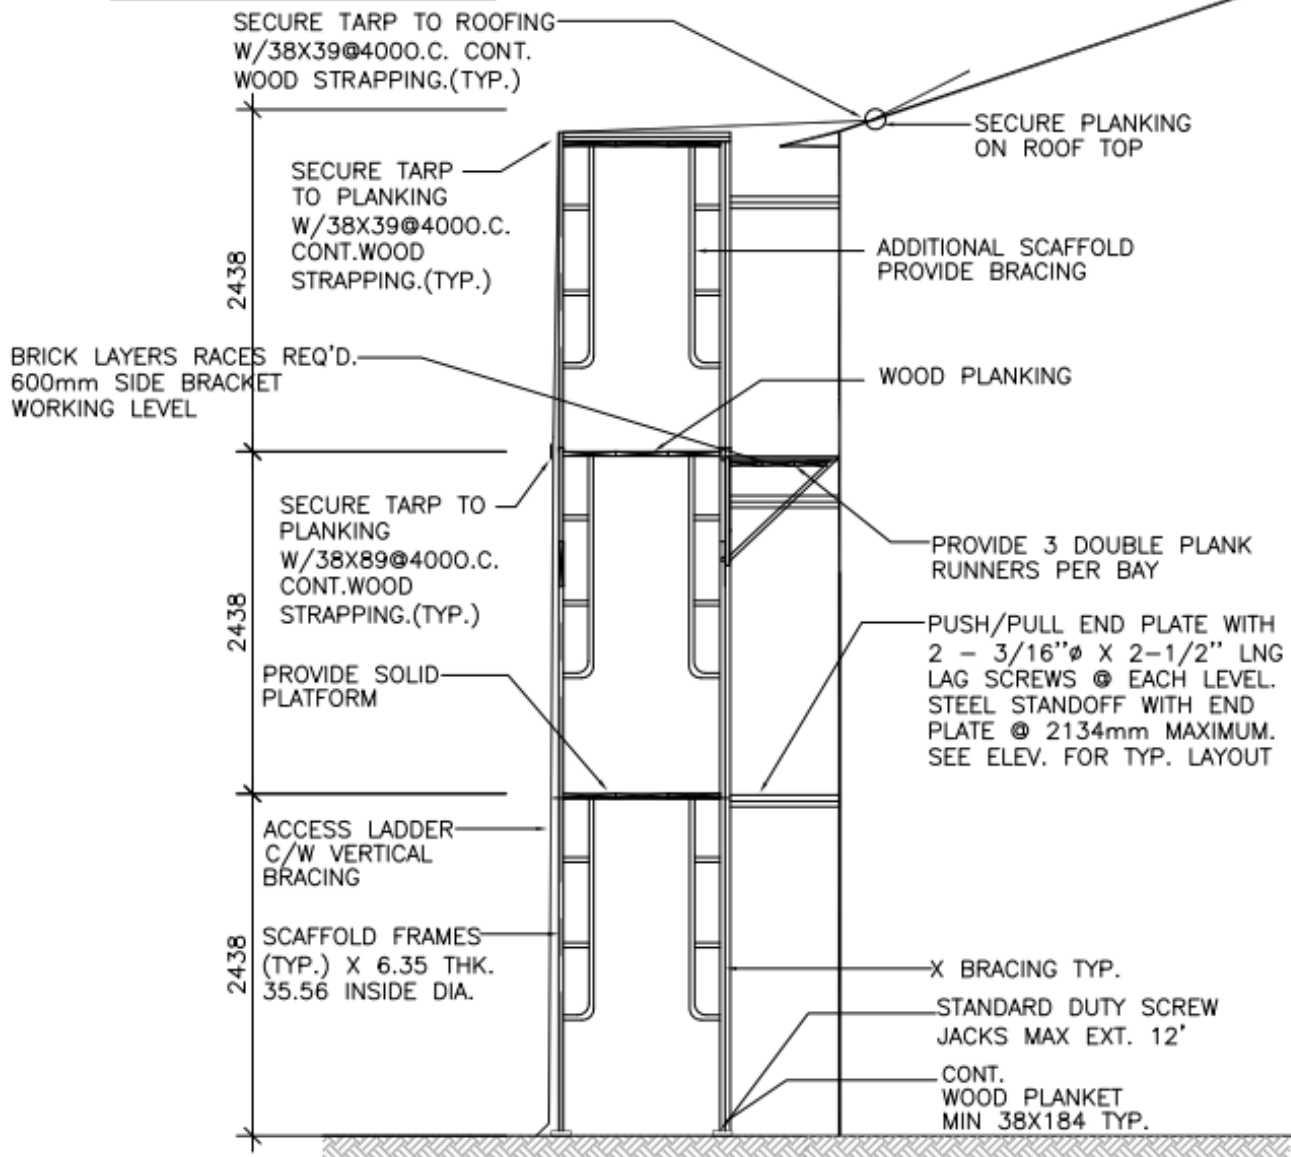 SECURE TARP TO ROOFING
W/38X39@400O.C. CONT.
WOOD STRAPPING.(TYP.)
SECURE PLANKING
ON ROOF TOP
SECURE TARP
TO PLANKING
W/38X39@400O.C.
CONT.WOOD
STRAPPING.(TYP.)
2438
ADDITIONAL SCAFFOLD
PROVIDE BRACING
BRICK LAYERS RACES REQ'D.
600mm SIDE BRACKET
WORKING LEVEL
WOOD PLANKING
SECURE TARP TO
PLANKING
W/38X89@400O.C.
CONT.WOOD
STRAPPING.(TYP.)
2438
PROVIDE 3 DOUBLE PLANK
RUNNERS PER BAY
PROVIDE SOLID
PLATFORM
PUSH/PULL END PLATE WITH
2 - 3/16"ø X 2-1/2" LNG
LAG SCREWS @ EACH LEVEL.
STEEL STANDOFF WITH END
PLATE @ 2134mm MAXIMUM.
SEE ELEV. FOR TYP. LAYOUT
ACCESS LADDER
C/W VERTICAL
BRACING
2438
SCAFFOLD FRAMES
(TYP.) X 6.35 THK.
35.56 INSIDE DIA.
X BRACING TYP.
STANDARD DUTY SCREW
JACKS MAX EXT. 12'
CONT.
WOOD PLANKET
MIN 38X184 TYP.